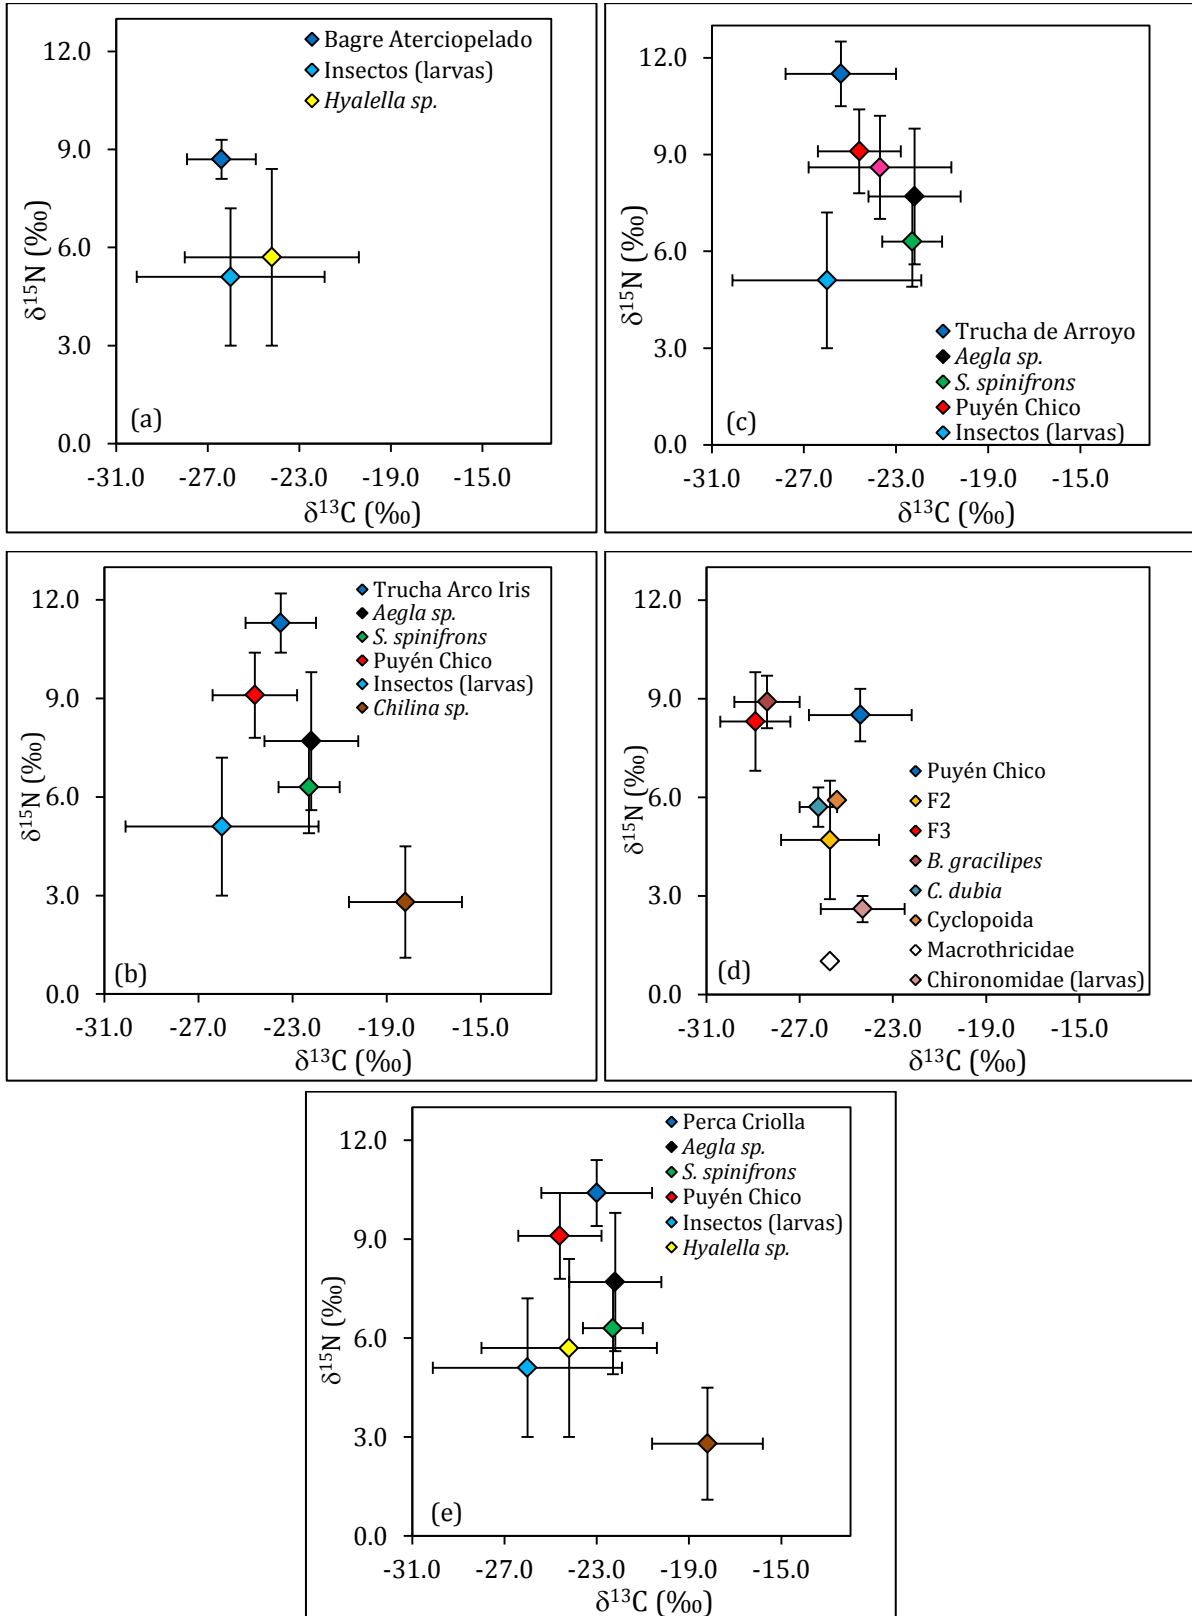 12.0
9.0
6.0
3.0
0.0
δ¹⁵N (‰)
Bagre Aterciopelado
Insectos (larvas)
Hyalella sp.
(a)
-31.0 -27.0 -23.0 -19.0 -15.0
δ¹³C (‰)
12.0
9.0
6.0
3.0
0.0
δ¹⁵N (‰)
Trucha de Arroyo
Aegla sp.
S. spinifrons
Puyén Chico
Insectos (larvas)
(c)
-31.0 -27.0 -23.0 -19.0 -15.0
δ¹³C (‰)
12.0
9.0
6.0
3.0
0.0
δ¹⁵N (‰)
Trucha Arco Iris
Aegla sp.
S. spinifrons
Puyén Chico
Insectos (larvas)
Chilina sp.
(b)
-31.0 -27.0 -23.0 -19.0 -15.0
δ¹³C (‰)
12.0
9.0
6.0
3.0
0.0
δ¹⁵N (‰)
Puyén Chico
F2
F3
B. gracilipes
C. dubia
Cyclopoida
Macrothricidae
Chironomidae (larvas)
(d)
-31.0 -27.0 -23.0 -19.0 -15.0
δ¹³C (‰)
12.0
9.0
6.0
3.0
0.0
δ¹⁵N (‰)
Perca Criolla
Aegla sp.
S. spinifrons
Puyén Chico
Insectos (larvas)
Hyalella sp.
(e)
-31.0 -27.0 -23.0 -19.0 -15.0
δ¹³C (‰)